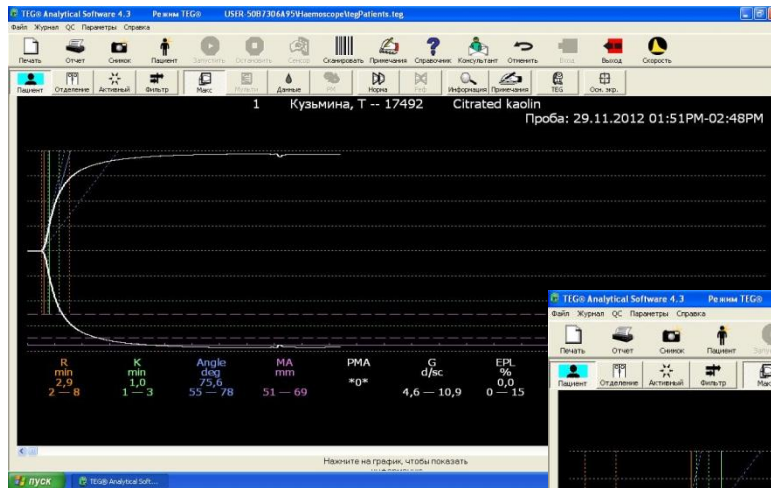 TEG® Analytical Software 4.3 Режим TEG® USER-50B7306A95\Haemoscope\tegPatients.teg
Файл Журнал QC Параметры Справка
Печать Отчет Снимок Пациент Запустить Остановить Сенсор Сканировать Примечания Справочник Консультант Отменить Вход Выход Скорость
Пациент Отделение Активный Фильтр Макс Мульти Данные Норма Реф Информация Примечания TEG Осн. экр.
1 Кузьмина, Т -- 17492 Citrated kaolin
Проба: 29.11.2012 01:51PM-02:48PM
R K Angle MA PMA G EPL
min min deg mm d/sc %
2,9 1,0 75,6 *0* 0,0
2 — 8 1 — 3 55 — 78 51 — 69 4,6 — 10,9 0 — 15
Нажмите на график, чтобы показать
пуск TEG® Analytical Soft...
TEG® Analytical Software 4.3 Режим TEG®
Файл Журнал QC Параметры Справка
Печать Отчет Снимок Пациент
Пациент Отделение Активный Фильтр